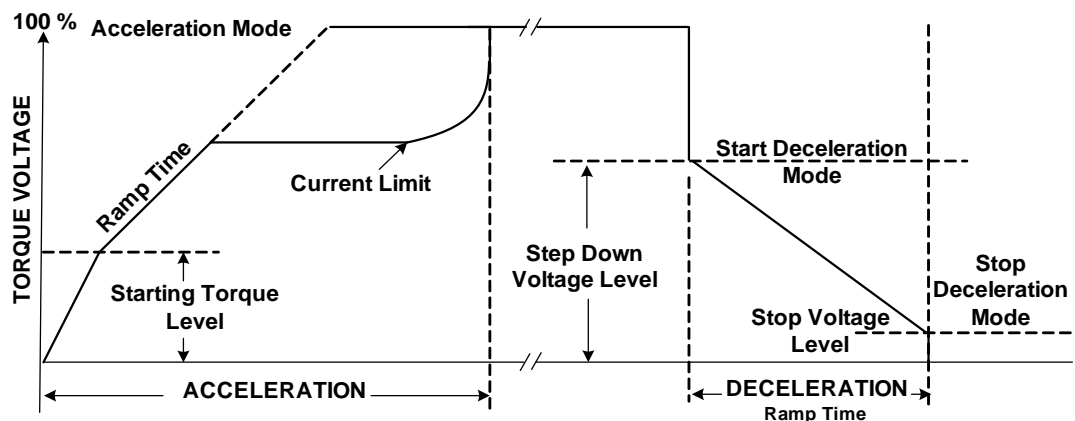 100 %
Acceleration Mode
TORQUE VOLTAGE
Ramp Time
Current Limit
Starting Torque
Level
Start Deceleration
Mode
Step Down
Voltage Level
Stop
Deceleration
Mode
Stop Voltage
Level
ACCELERATION
DECELERATION
Ramp Time